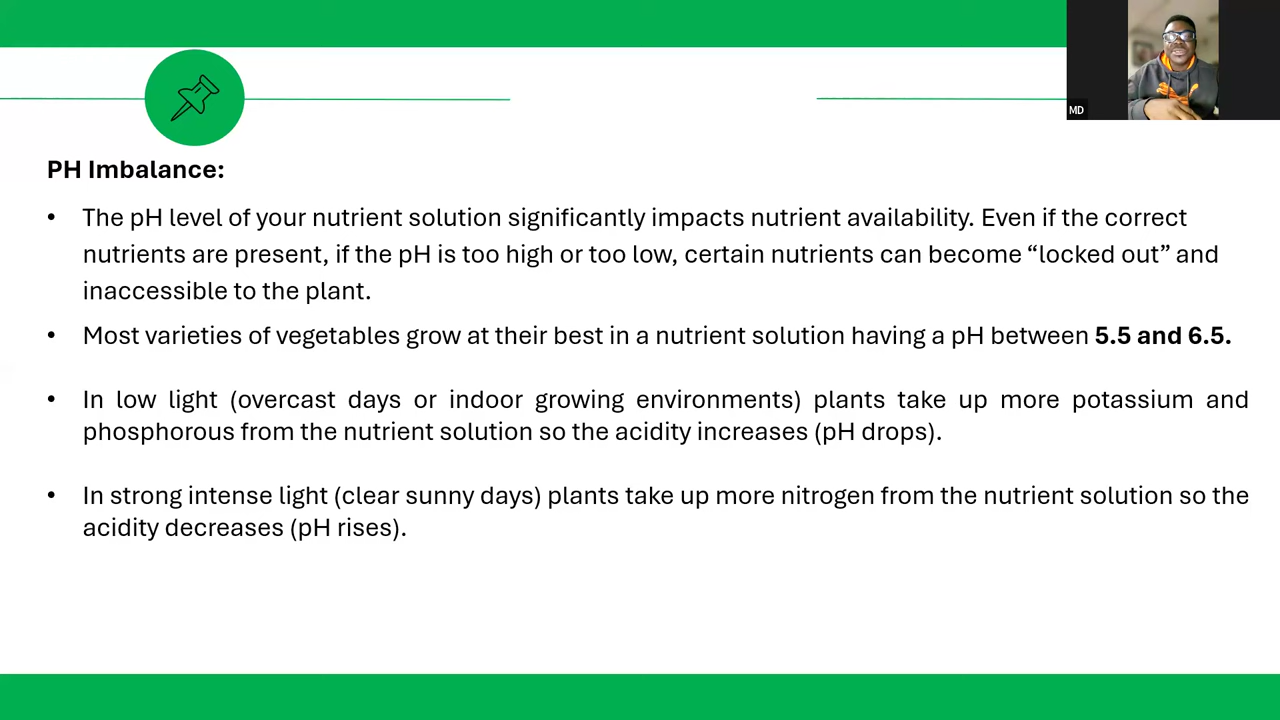 MD
PH Imbalance:
• The pH level of your nutrient solution significantly impacts nutrient availability. Even if the correct
nutrients are present, if the pH is too high or too low, certain nutrients can become “locked out” and
inaccessible to the plant.
• Most varieties of vegetables grow at their best in a nutrient solution having a pH between 5.5 and 6.5.
• In low light (overcast days or indoor growing environments) plants take up more potassium and
phosphorous from the nutrient solution so the acidity increases (pH drops).
• In strong intense light (clear sunny days) plants take up more nitrogen from the nutrient solution so the
acidity decreases (pH rises).